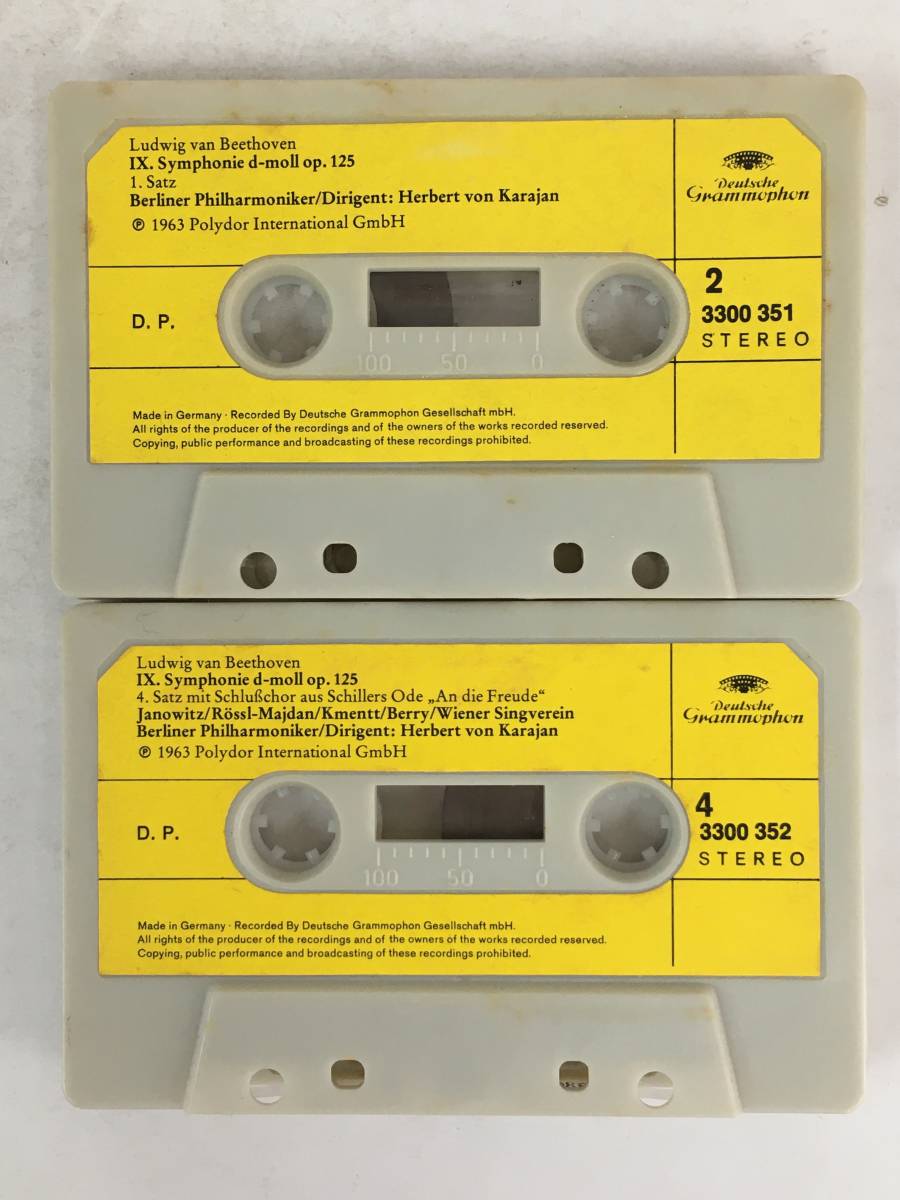 Ludwig van Beethoven
IX. Symphonie d-moll op. 125
1. Satz
Berliner Philharmoniker/Dirigent: Herbert von Karajan
℗ 1963 Polydor International GmbH
Deutsche
Grammophon
D. P.
2
3300 351
STEREO
100 50 0
Made in Germany · Recorded By Deutsche Grammophon Gesellschaft mbH.
All rights of the producer of the recordings and of the owners of the works recorded reserved.
Copying, public performance and broadcasting of these recordings prohibited.
Ludwig van Beethoven
IX. Symphonie d-moll op. 125
4. Satz mit Schlußchor aus Schillers Ode „An die Freude“
Janowitz/Rössl-Majdan/Kmentt/Berry/Wiener Singverein
Berliner Philharmoniker/Dirigent: Herbert von Karajan
℗ 1963 Polydor International GmbH
Deutsche
Grammophon
D. P.
4
3300 352
STEREO
100 50 0
Made in Germany · Recorded By Deutsche Grammophon Gesellschaft mbH.
All rights of the producer of the recordings and of the owners of the works recorded reserved.
Copying, public performance and broadcasting of these recordings prohibited.